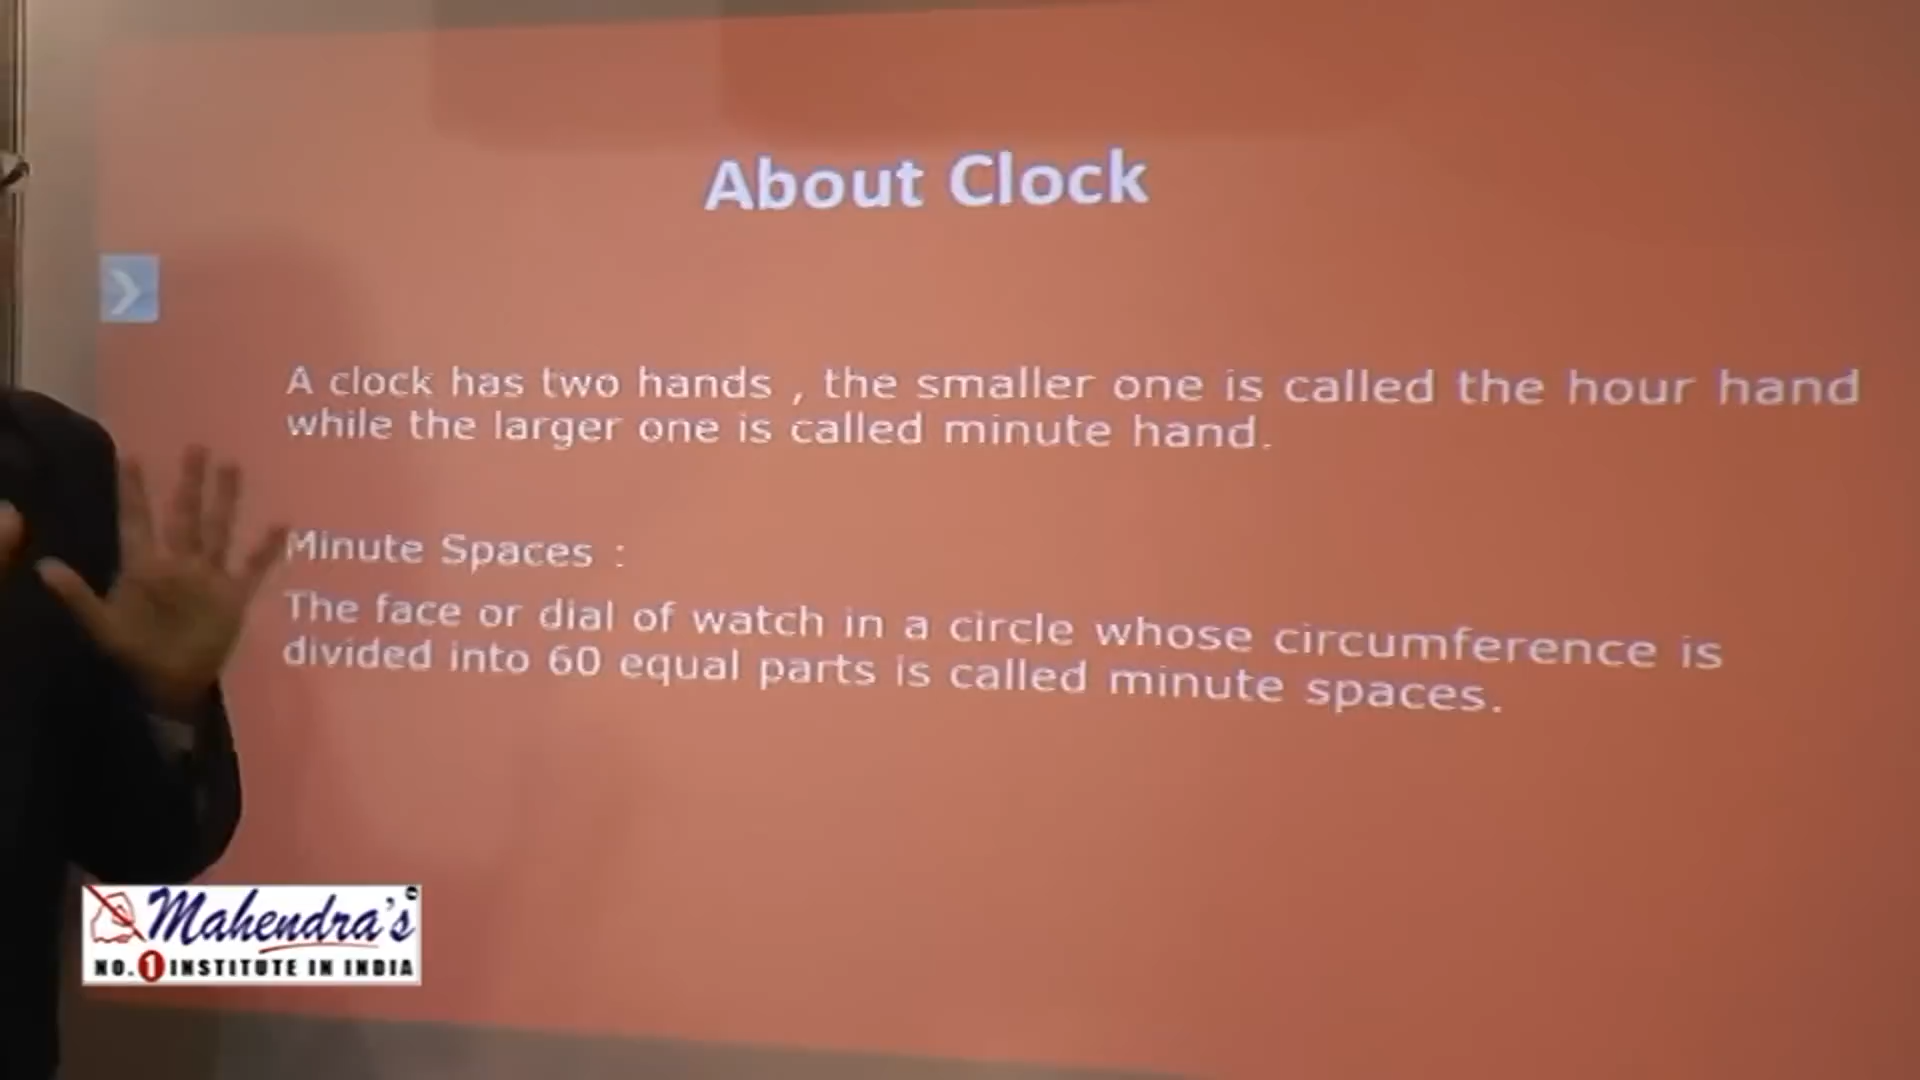 About Clock
A clock has two hands , the smaller one is called the hour hand
while the larger one is called minute hand.
Minute Spaces :
The face or dial of watch in a circle whose circumference is
divided into 60 equal parts is called minute spaces.
Mahendra's
NO. 1 INSTITUTE IN INDIA